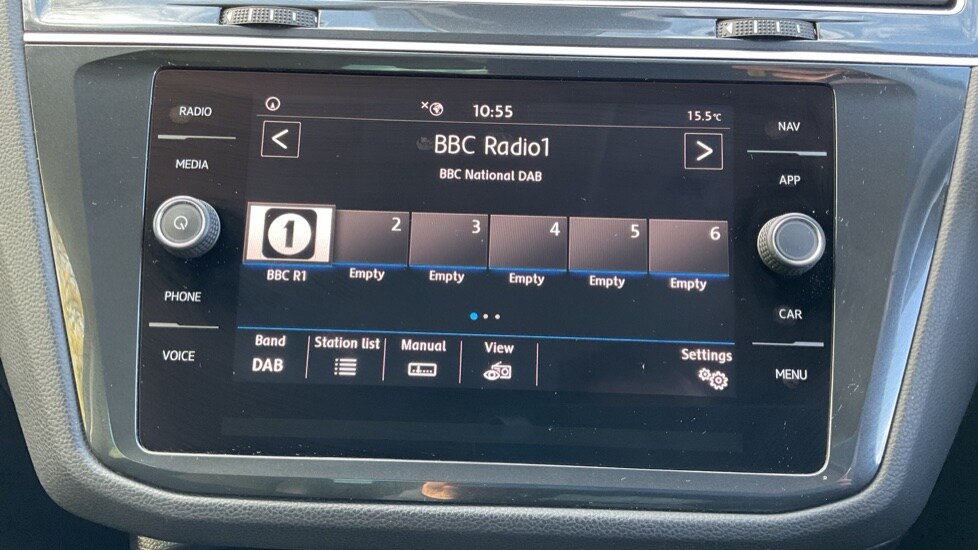 RADIO
MEDIA
PHONE
VOICE
10:55
15.5°C
BBC Radio1
BBC National DAB
1
2
3
4
5
6
BBC R1
Empty
Empty
Empty
Empty
Empty
Band
DAB
Station list
Manual
View
Settings
NAV
APP
CAR
MENU